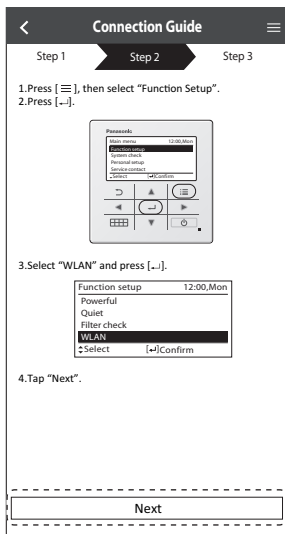 Connection Guide
Step 1 Step 2 Step 3
1.Press [☰], then select “Function Setup”.
2.Press [↵].
Panasonic
Main menu 12:00,Mon
Function setup
System check
Personal setup
Service contact
Select [↵]Confirm
3.Select “WLAN” and press [↵].
Function setup 12:00,Mon
Powerful
Quiet
Filter check
WLAN
Select [↵]Confirm
4.Tap “Next”.
Next